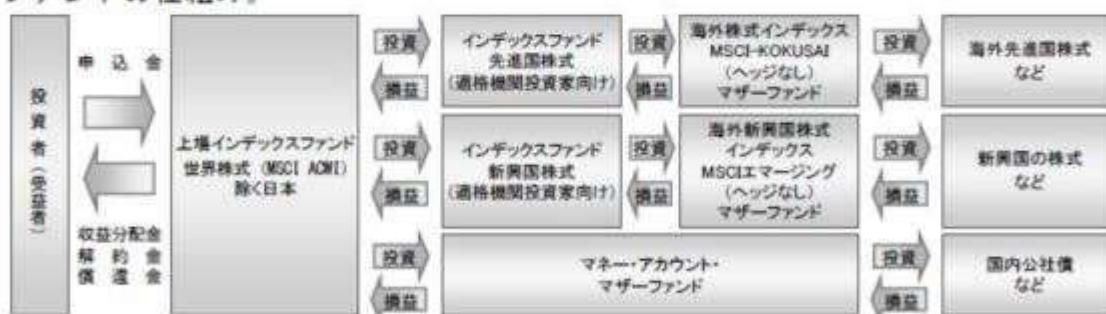 投資者(受益者)
申込金
収益分配金
解約金
償還金
上場インデックスファンド
世界株式(MSCI ACWI)
除く日本
投資
損益
インデックスファンド
先進国株式
(適格機関投資家向け)
投資
損益
海外株式インデックス
MSCI-KOKUSAI
(ヘッジなし)
マザーファンド
投資
損益
海外先進国株式
など
投資
損益
インデックスファンド
新興国株式
(適格機関投資家向け)
投資
損益
海外新興国株式
インデックス
MSCIエマージング
(ヘッジなし)
マザーファンド
投資
損益
新興国の株式
など
投資
損益
マネー・アカウント・
マザーファンド
投資
損益
国内公社債
など